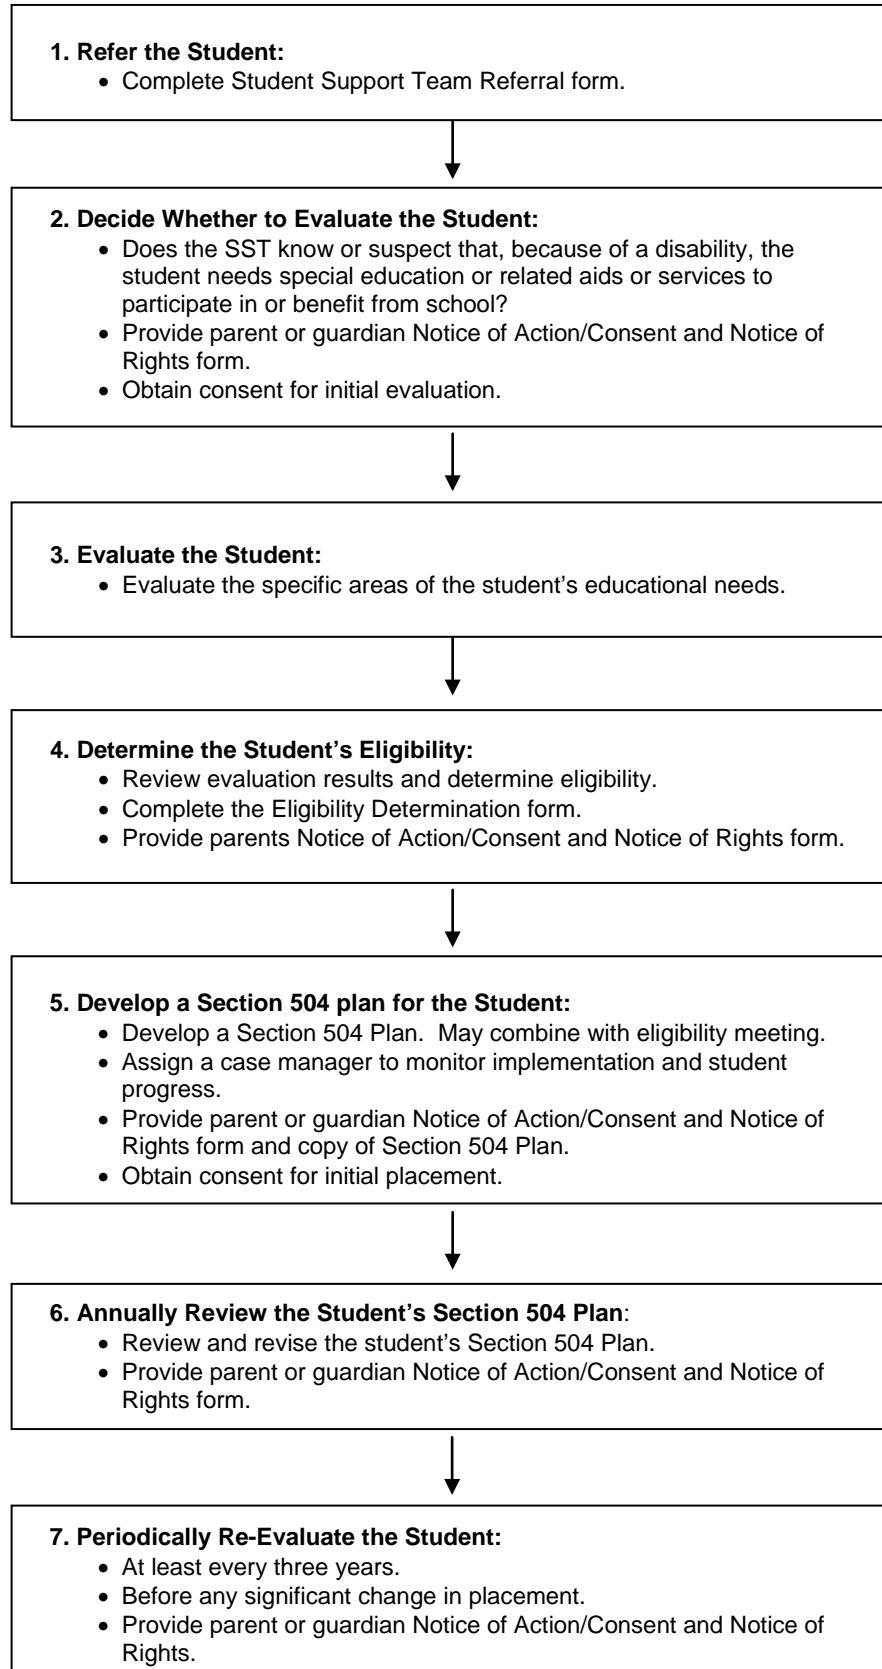 1. Refer the Student:
• Complete Student Support Team Referral form.
2. Decide Whether to Evaluate the Student:
• Does the SST know or suspect that, because of a disability, the
student needs special education or related aids or services to
participate in or benefit from school?
• Provide parent or guardian Notice of Action/Consent and Notice of
Rights form.
• Obtain consent for initial evaluation.
3. Evaluate the Student:
• Evaluate the specific areas of the student’s educational needs.
4. Determine the Student’s Eligibility:
• Review evaluation results and determine eligibility.
• Complete the Eligibility Determination form.
• Provide parents Notice of Action/Consent and Notice of Rights form.
5. Develop a Section 504 plan for the Student:
• Develop a Section 504 Plan.  May combine with eligibility meeting.
• Assign a case manager to monitor implementation and student
progress.
• Provide parent or guardian Notice of Action/Consent and Notice of
Rights form and copy of Section 504 Plan.
• Obtain consent for initial placement.
6. Annually Review the Student’s Section 504 Plan:
• Review and revise the student’s Section 504 Plan.
• Provide parent or guardian Notice of Action/Consent and Notice of
Rights form.
7. Periodically Re-Evaluate the Student:
• At least every three years.
• Before any significant change in placement.
• Provide parent or guardian Notice of Action/Consent and Notice of
Rights.